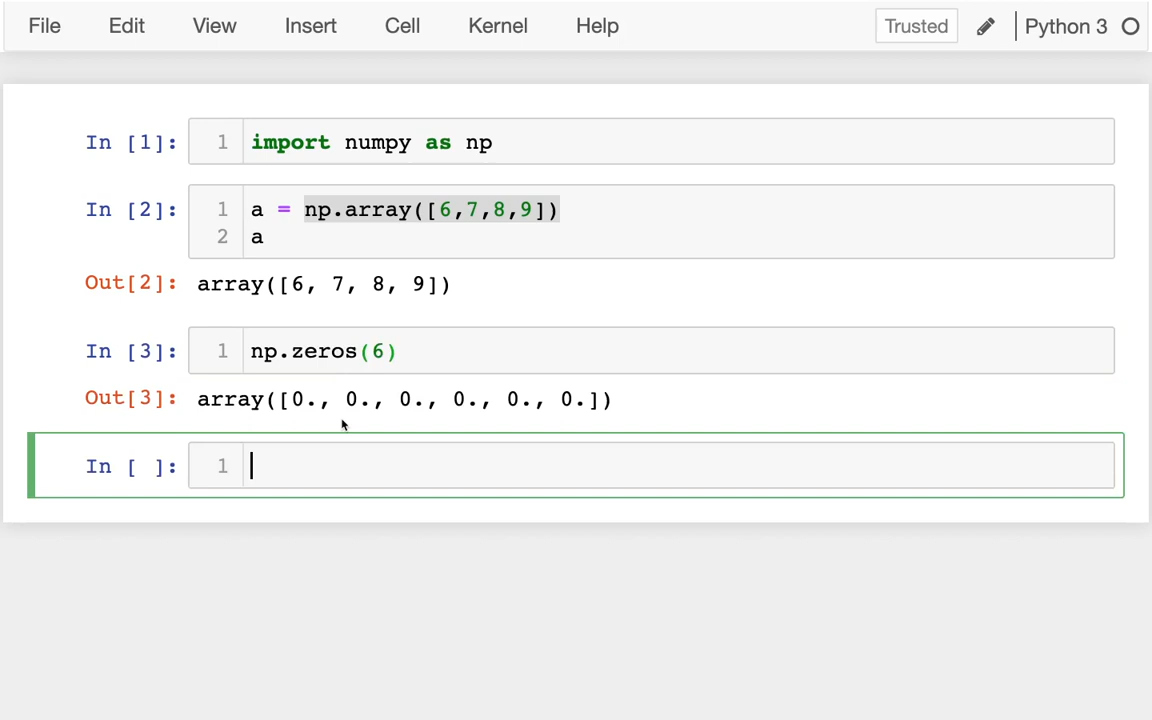 File Edit View Insert Cell Kernel Help Trusted Python 3
In [1]: 1 import numpy as np
In [2]: 1 a = np.array([6,7,8,9])
2 a
Out[2]: array([6, 7, 8, 9])
In [3]: 1 np.zeros(6)
Out[3]: array([0., 0., 0., 0., 0., 0.])
In [ ]: 1